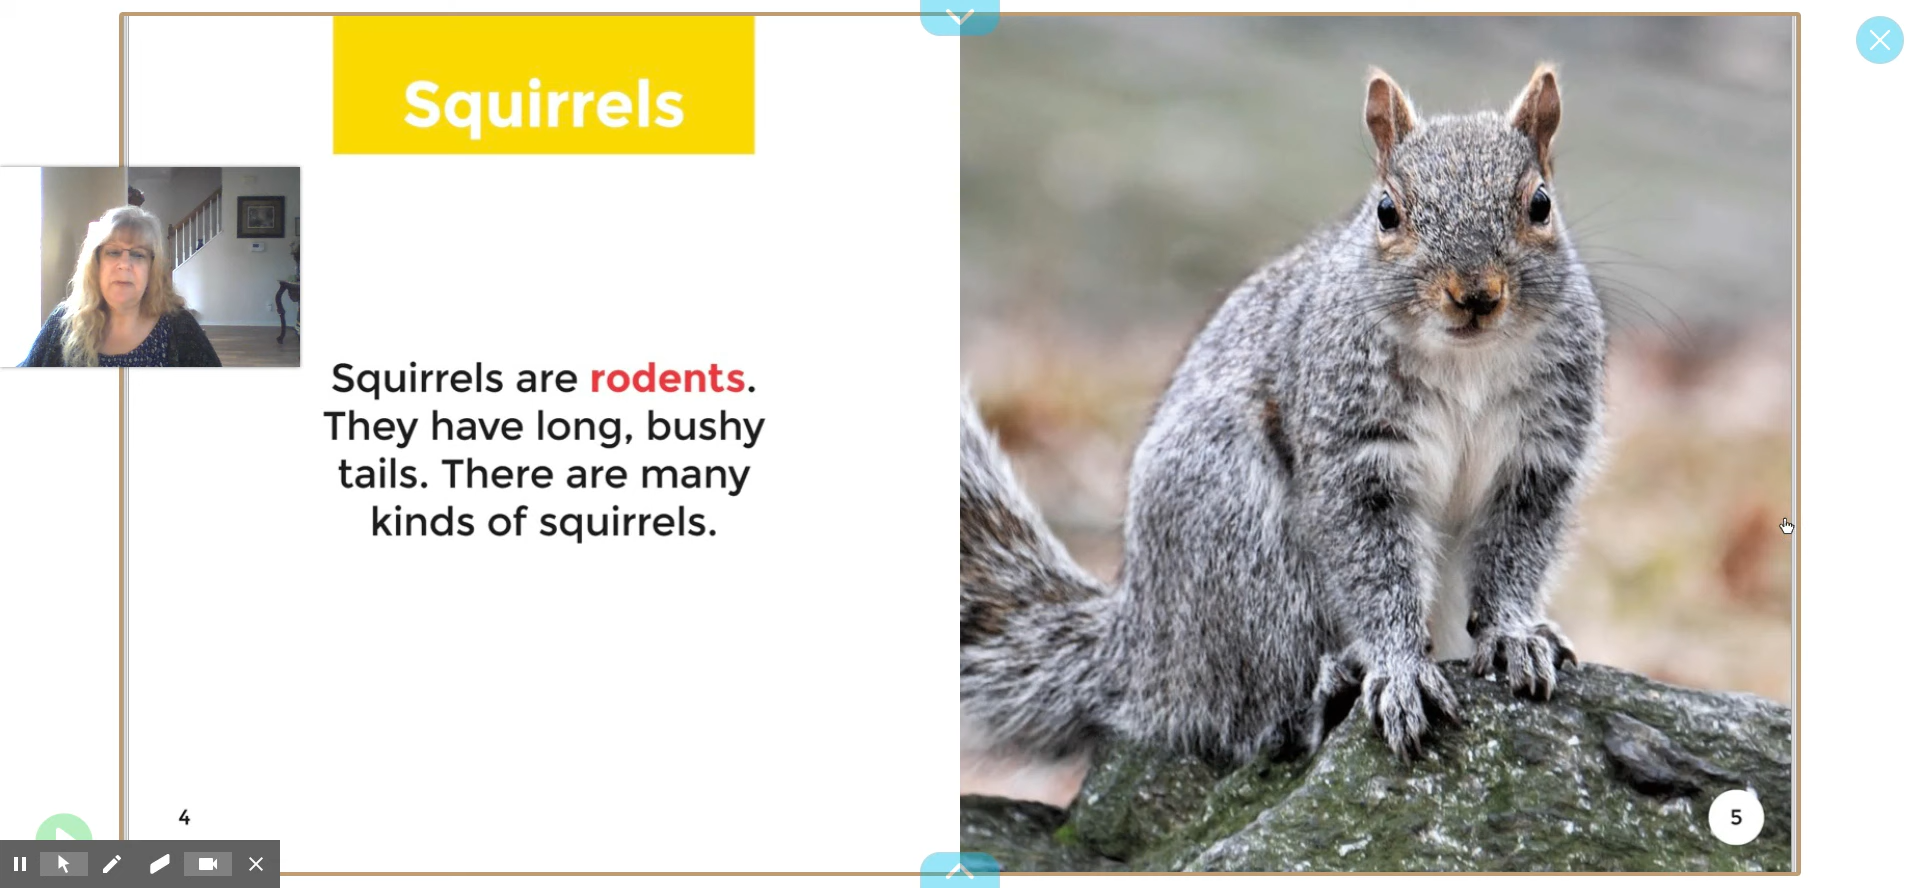 Squirrels
Squirrels are rodents.
They have long, bushy
tails. There are many
kinds of squirrels.
4
5